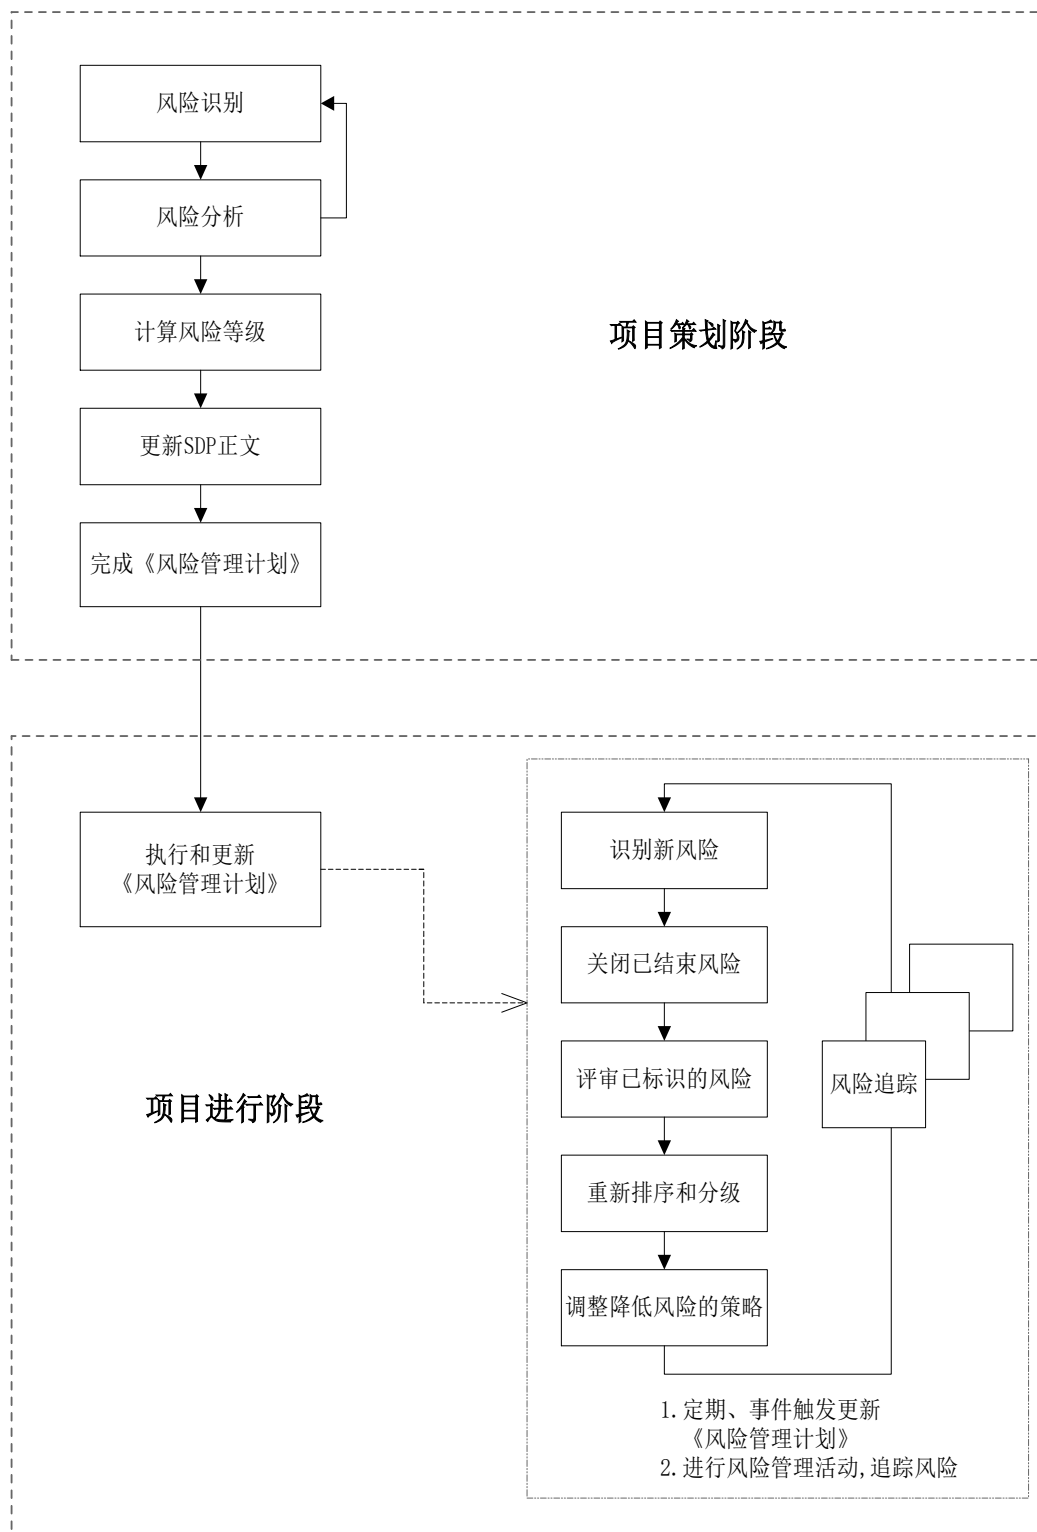 风险识别
风险分析
计算风险等级
项目策划阶段
更新SDP正文
完成《风险管理计划》
执行和更新
《风险管理计划》
项目进行阶段
识别新风险
关闭已结束风险
评审已标识的风险
重新排序和分级
调整降低风险的策略
风险追踪
1.定期、事件触发更新
《风险管理计划》
2.进行风险管理活动,追踪风险